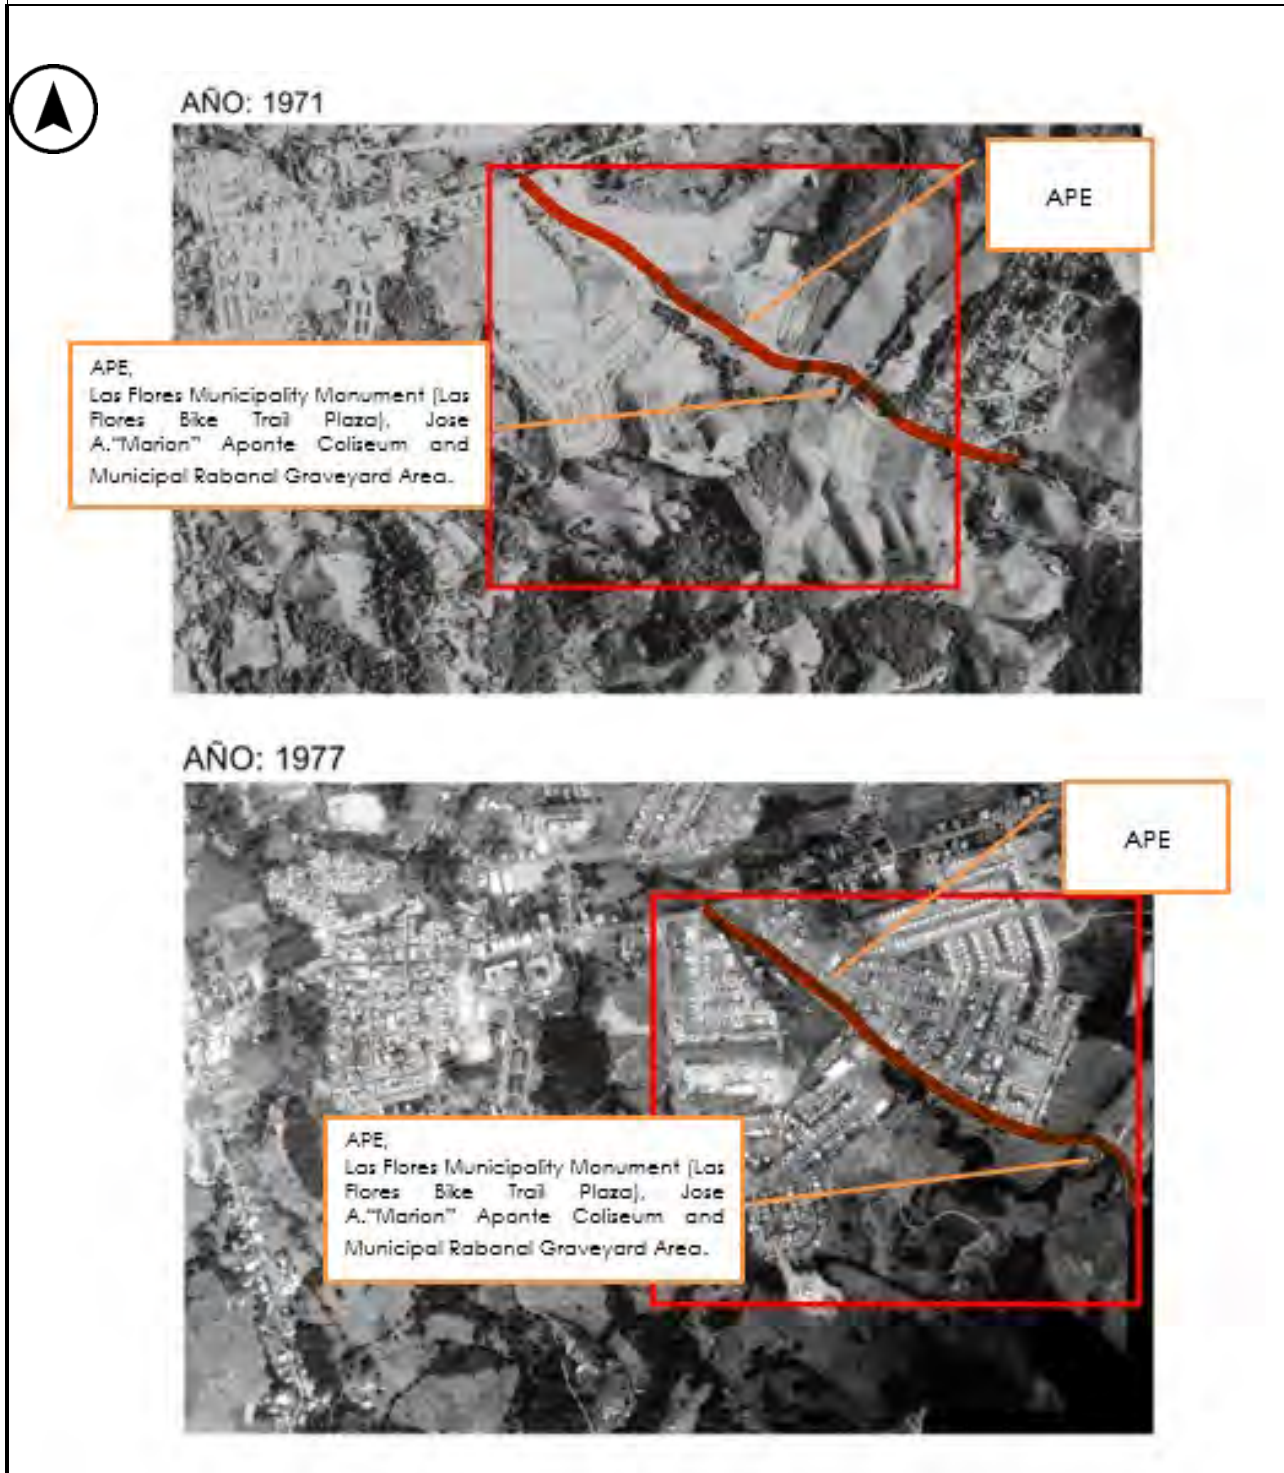 AÑO: 1971
APE
APE,
Las Flores Municipality Monument (Las
Flores Bike Trail Plaza), Jose
A."Marion" Aponte Coliseum and
Municipal Rabanal Graveyard Area.
AÑO: 1977
APE
APE,
Las Flores Municipality Monument (Las
Flores Bike Trail Plaza), Jose
A."Marion" Aponte Coliseum and
Municipal Rabanal Graveyard Area.